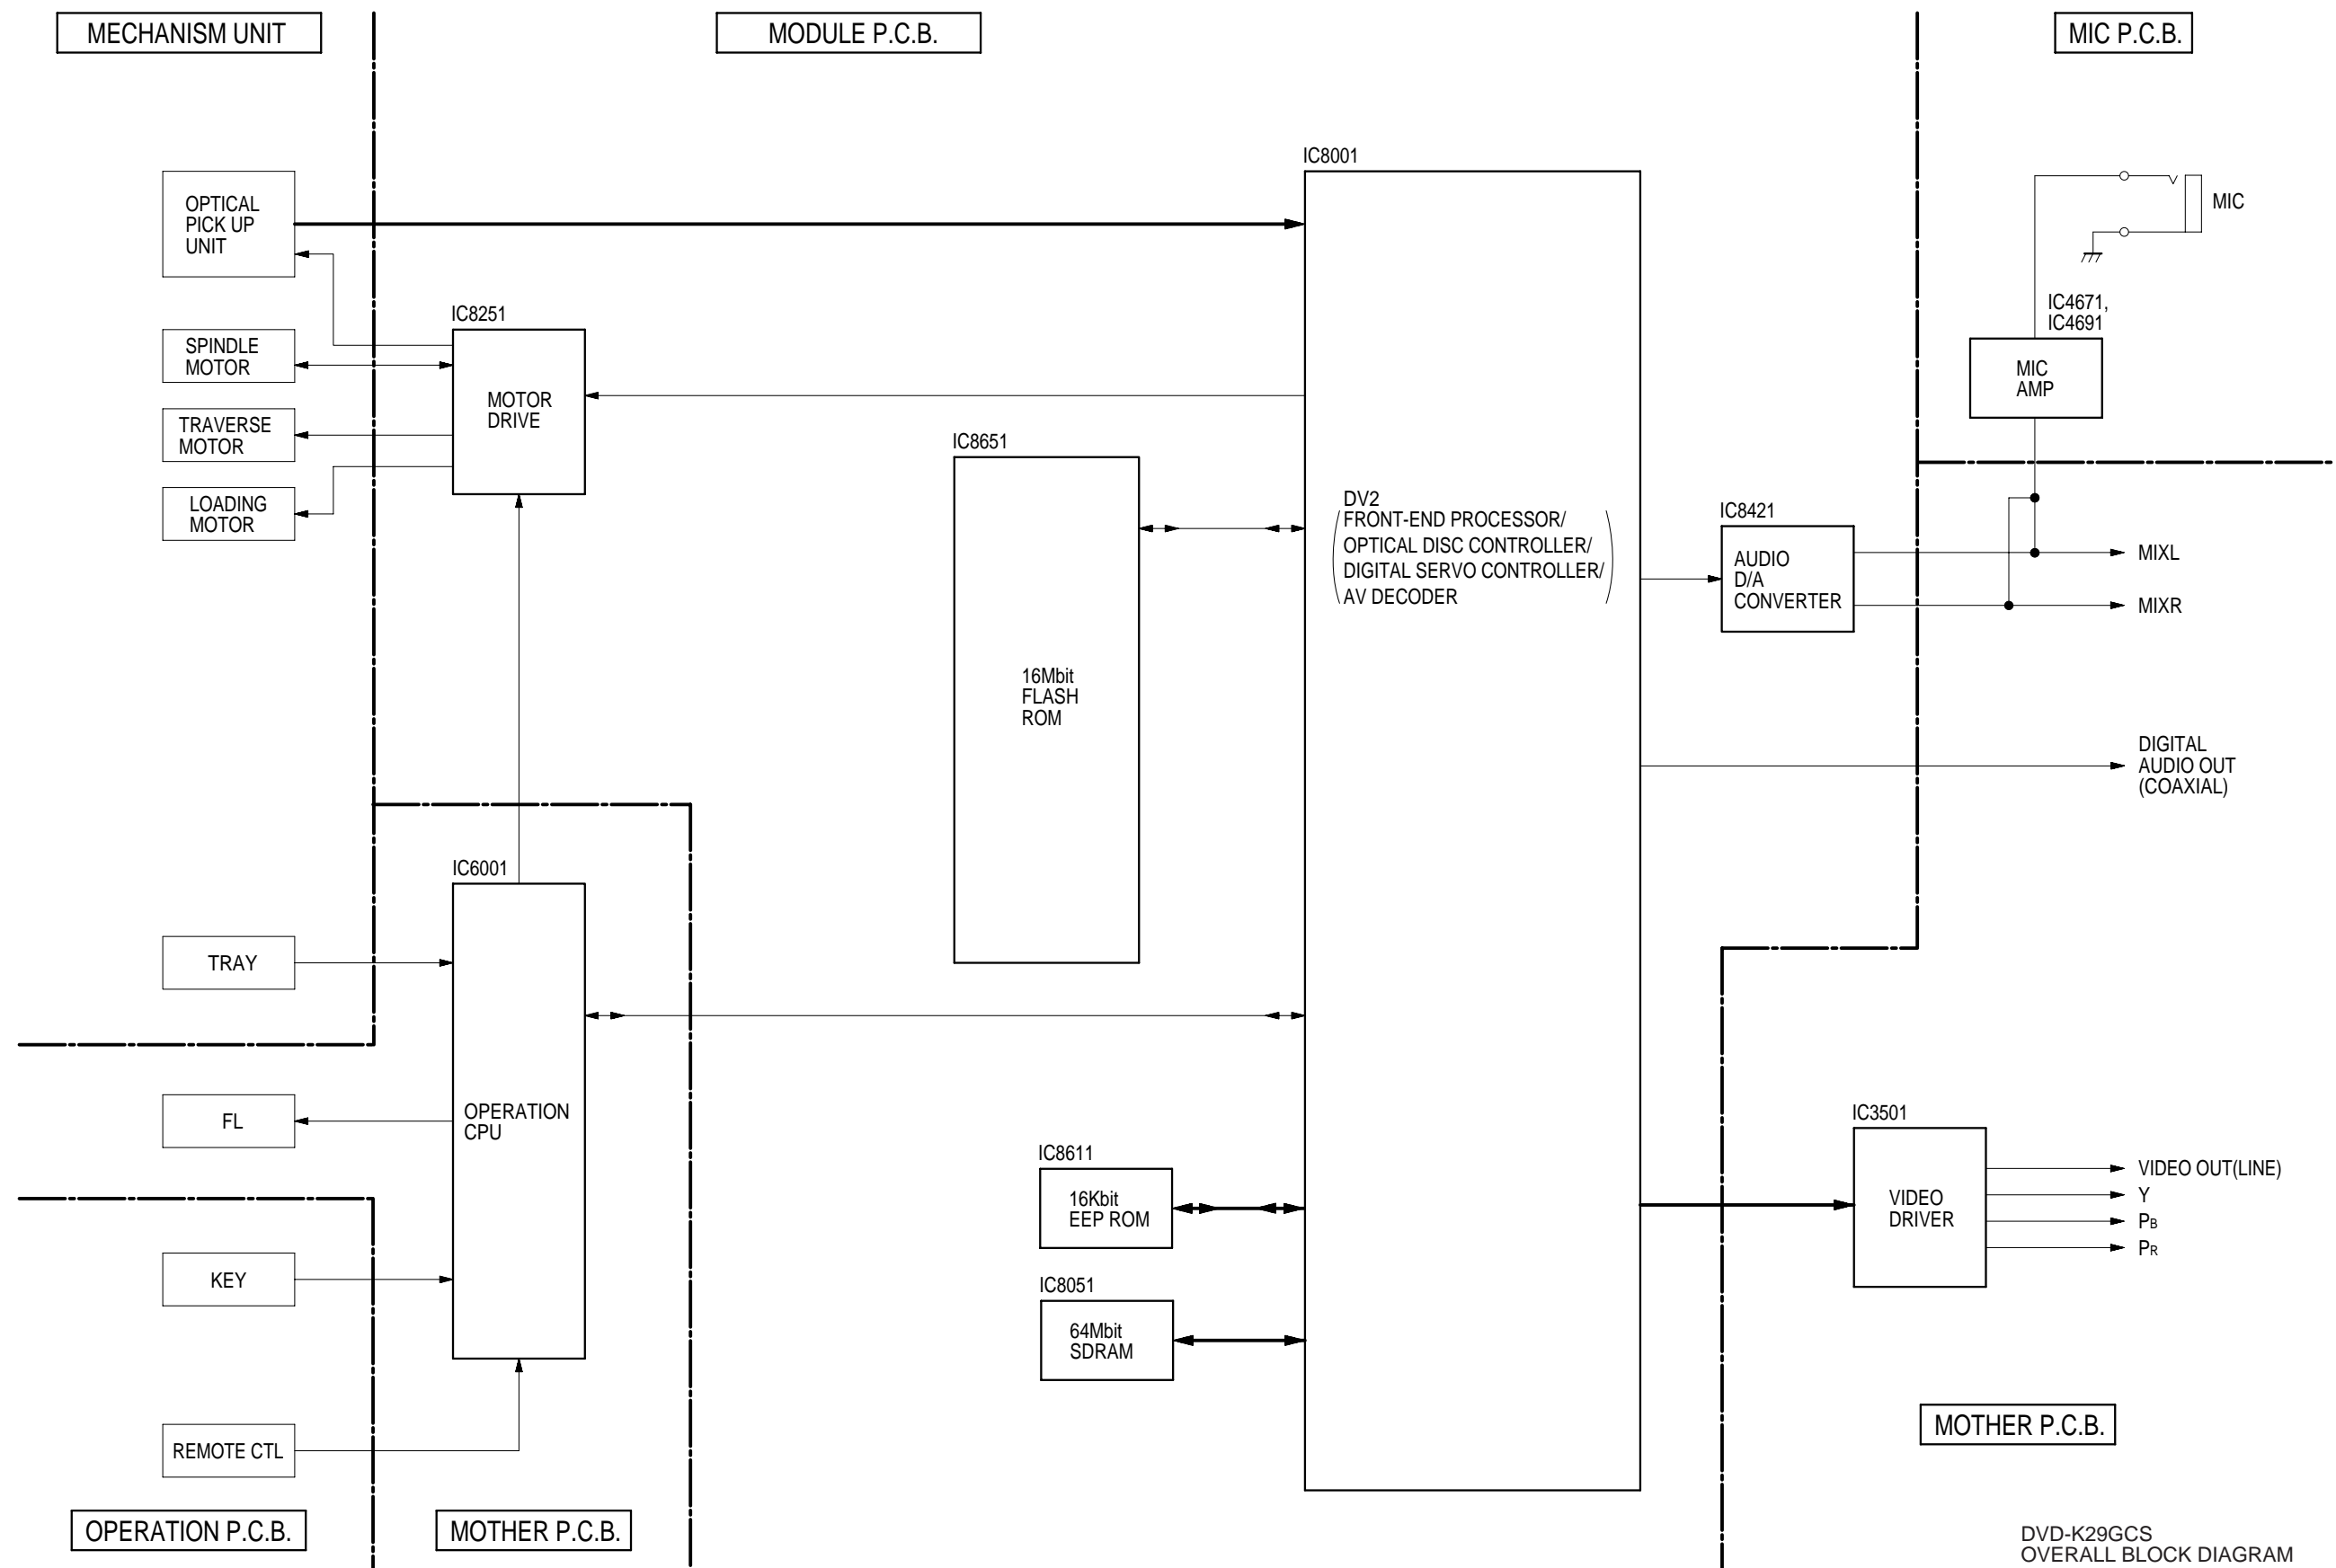 MECHANISM UNIT
MODULE P.C.B.
MIC P.C.B.
OPTICAL
PICK UP
UNIT
SPINDLE
MOTOR
TRAVERSE
MOTOR
LOADING
MOTOR
IC8251
MOTOR
DRIVE
IC8651
16Mbit
FLASH
ROM
IC8001
DV2
FRONT-END PROCESSOR/
OPTICAL DISC CONTROLLER/
DIGITAL SERVO CONTROLLER/
AV DECODER
MIC
IC4671,
IC4691
MIC
AMP
IC8421
AUDIO
D/A
CONVERTER
MIXL
MIXR
DIGITAL
AUDIO OUT
(COAXIAL)
IC6001
OPERATION
CPU
TRAY
FL
KEY
REMOTE CTL
IC8611
16Kbit
EEP ROM
IC8051
64Mbit
SDRAM
IC3501
VIDEO
DRIVER
VIDEO OUT(LINE)
Y
PB
PR
MOTHER P.C.B.
OPERATION P.C.B.
MOTHER P.C.B.
DVD-K29GCS
OVERALL BLOCK DIAGRAM